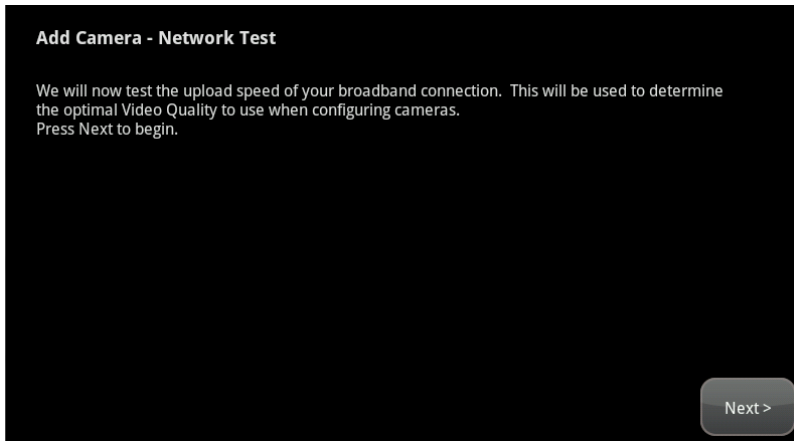 Add Camera - Network Test
We will now test the upload speed of your broadband connection.  This will be used to determine
the optimal Video Quality to use when configuring cameras.
Press Next to begin.
Next >